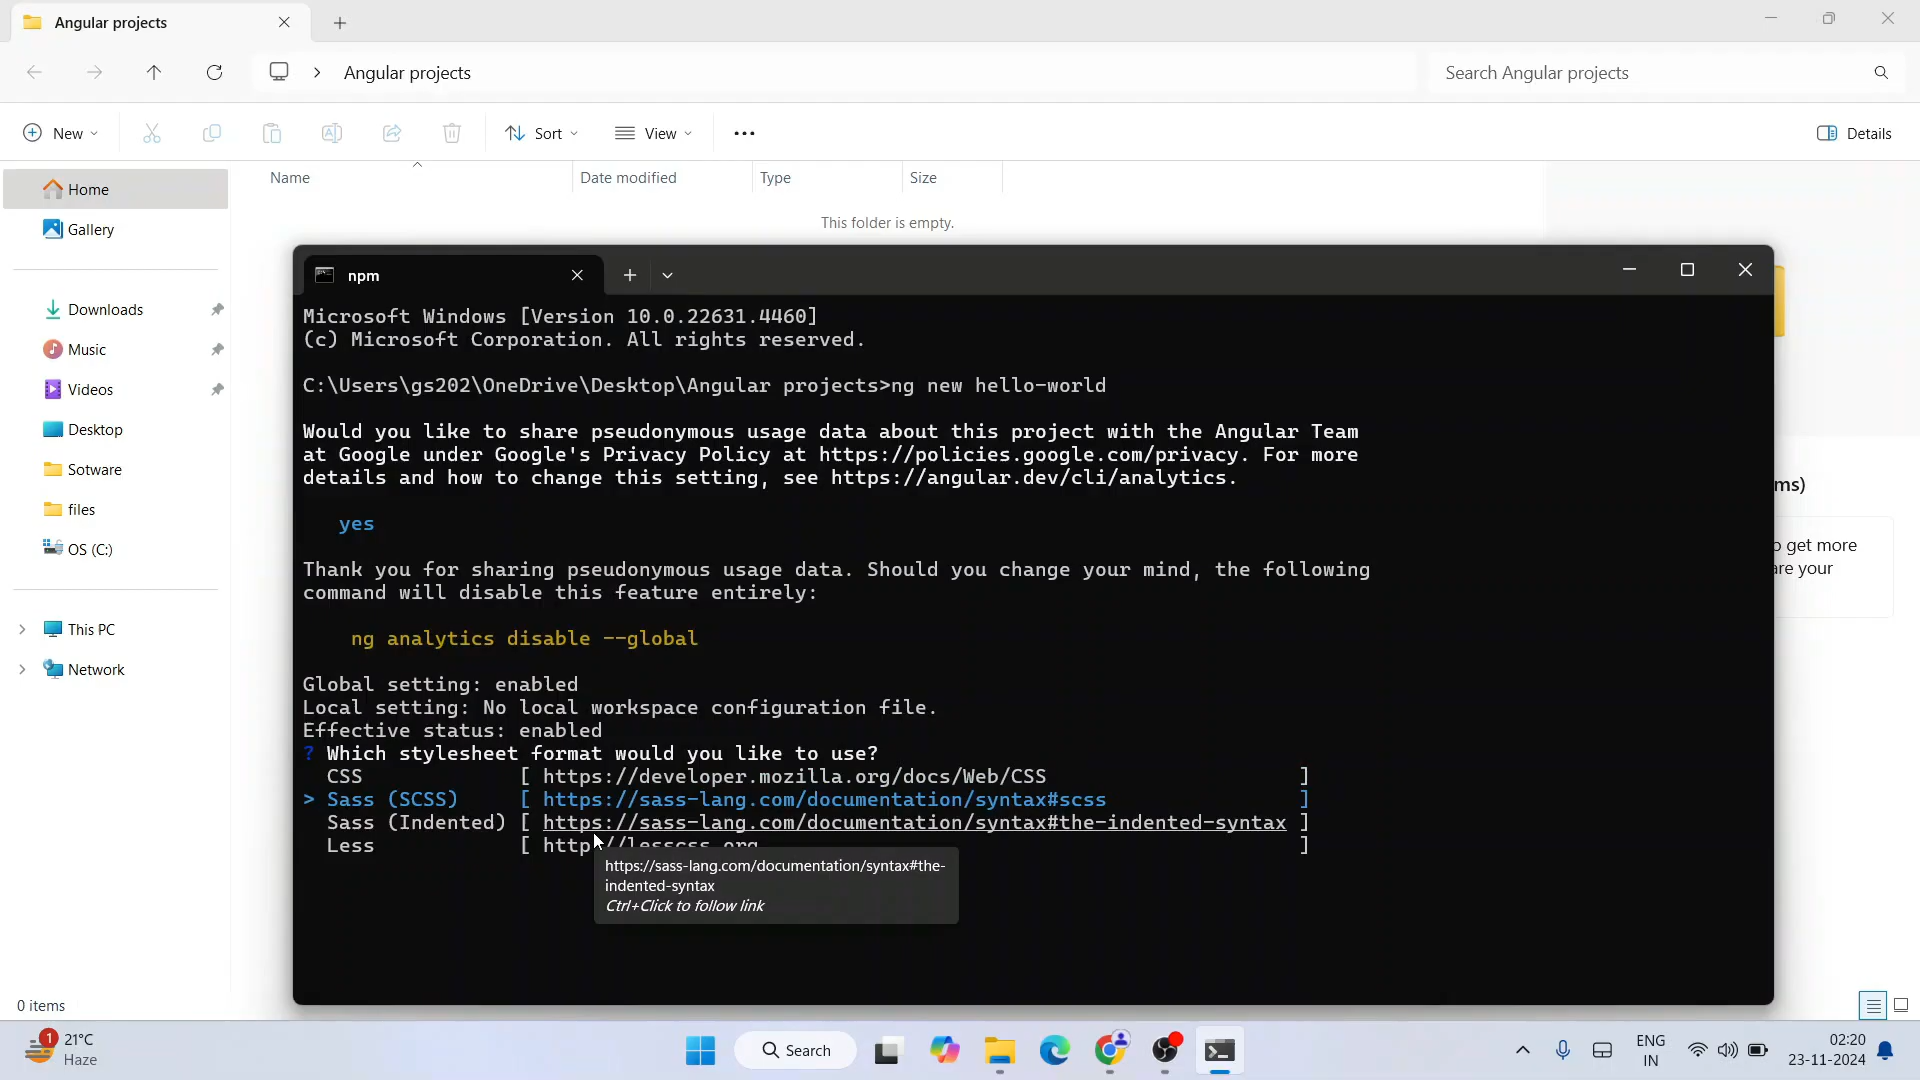 Angular projects
Angular projects
Search Angular projects
New
Sort
View
Details
Home
Gallery
Downloads
Music
Videos
Desktop
Sotware
files
OS (C:)
This PC
Network
Name
Date modified
Type
Size
This folder is empty.
npm
Microsoft Windows [Version 10.0.22631.4460]
(c) Microsoft Corporation. All rights reserved.
C:\Users\gs202\OneDrive\Desktop\Angular projects>ng new hello-world
Would you like to share pseudonymous usage data about this project with the Angular Team
at Google under Google's Privacy Policy at https://policies.google.com/privacy. For more
details and how to change this setting, see https://angular.dev/cli/analytics.
yes
Thank you for sharing pseudonymous usage data. Should you change your mind, the following
command will disable this feature entirely:
ng analytics disable --global
Global setting: enabled
Local setting: No local workspace configuration file.
Effective status: enabled
? Which stylesheet format would you like to use?
CSS [ https://developer.mozilla.org/docs/Web/CSS ]
> Sass (SCSS) [ https://sass-lang.com/documentation/syntax#scss ]
Sass (Indented) [ https://sass-lang.com/documentation/syntax#the-indented-syntax ]
Less [ http://lesscss.org ]
https://sass-lang.com/documentation/syntax#the-
indented-syntax
Ctrl+Click to follow link
ms)
get more
are your
0 items
1
21°C
Haze
Search
ENG
IN
02:20
23-11-2024